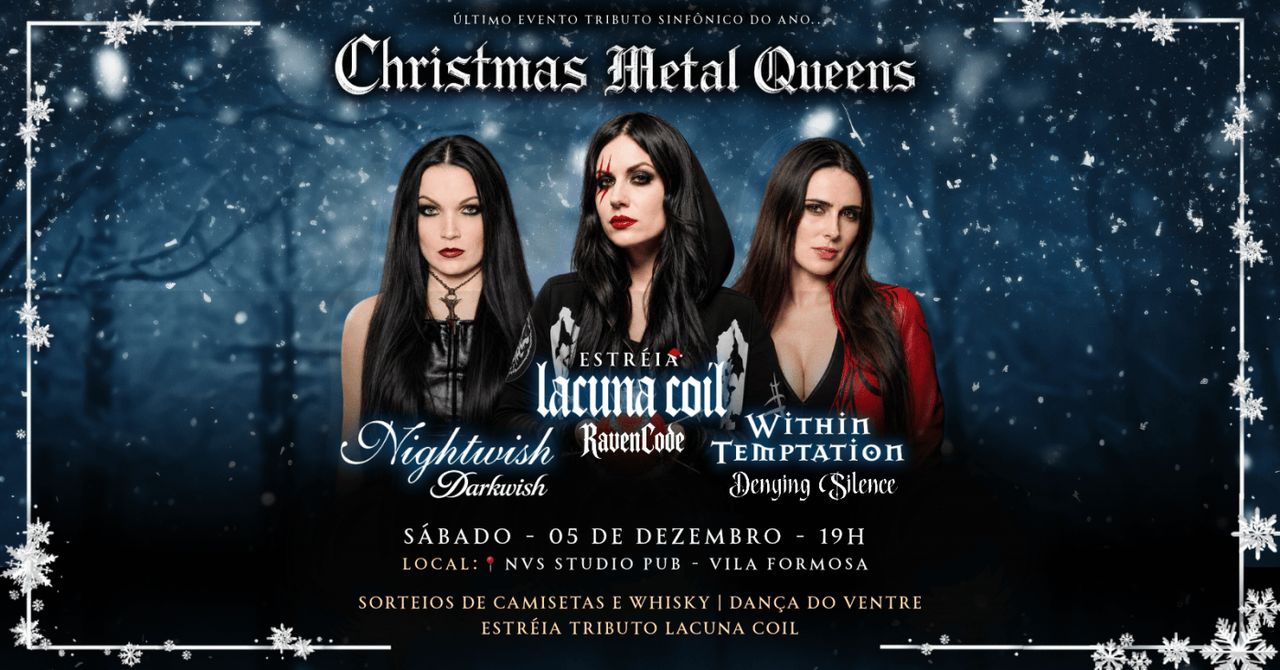 ÚLTIMO EVENTO TRIBUTO SINFÔNICO DO ANO..
Christmas Metal Queens
ESTRÉIA
lacuna coil
RavenCode
Nightwish
Darkwish
WITHIN
TEMPTATION
Denying Silence
SÁBADO - 05 DE DEZEMBRO - 19H
LOCAL: 📍 NVS STUDIO PUB - VILA FORMOSA
SORTEIOS DE CAMISETAS E WHISKY | DANÇA DO VENTRE
ESTRÉIA TRIBUTO LACUNA COIL